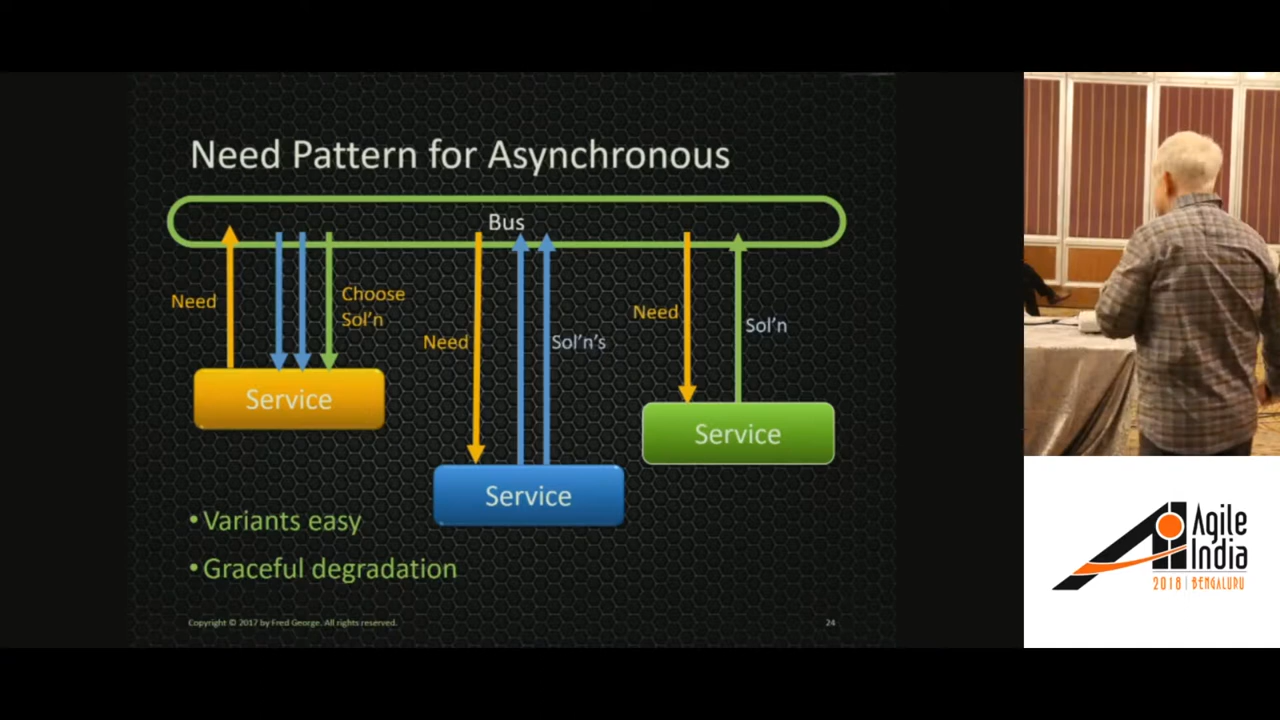 Need Pattern for Asynchronous
Bus
Need
Choose
Sol'n
Need
Sol'n's
Need
Sol'n
Service
Service
Service
•Variants easy
•Graceful degradation
Copyright © 2017 by Fred George. All rights reserved.
24
Agile
India
2018 | BENGALURU